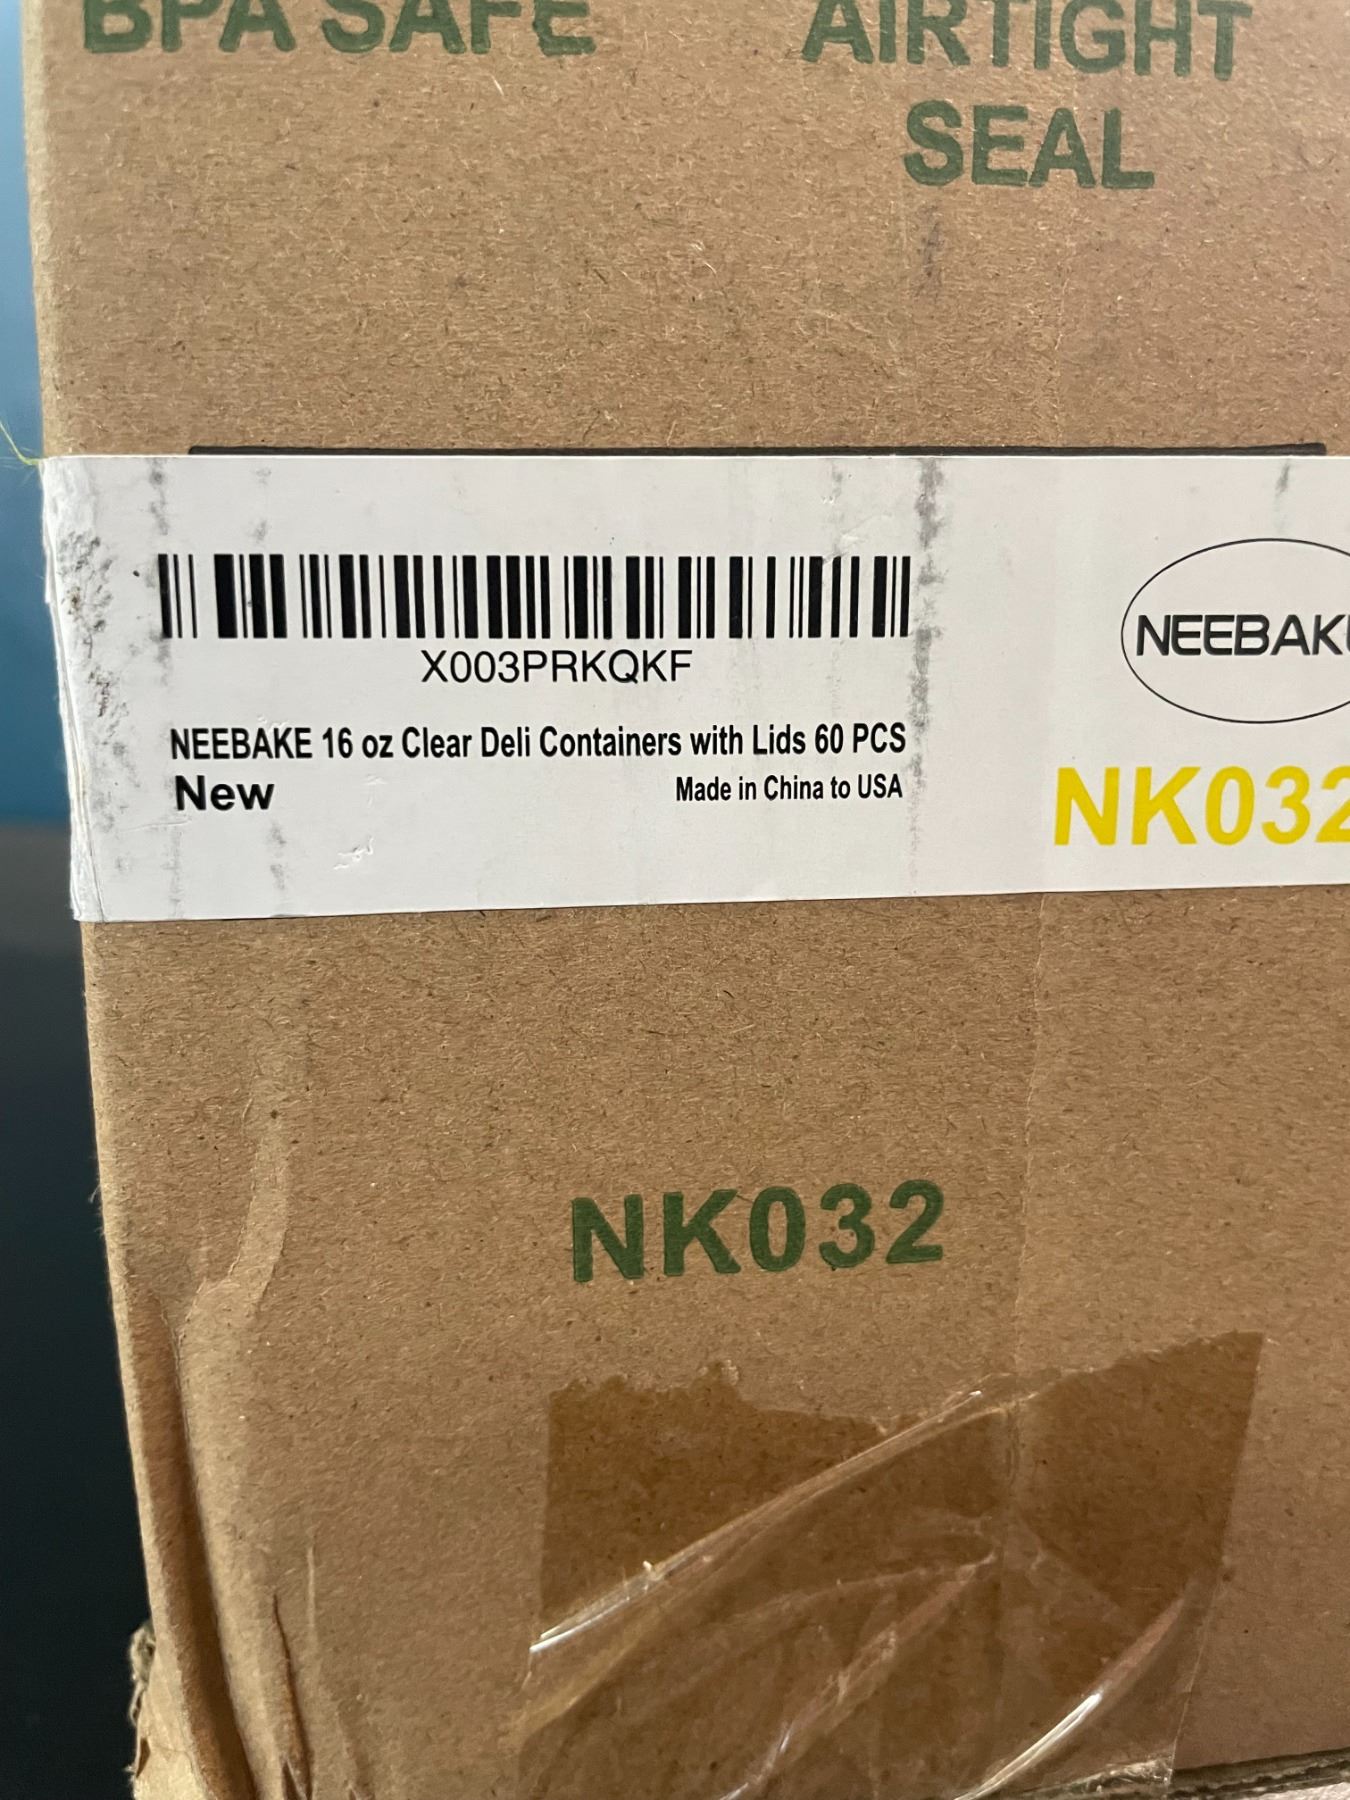 BPA SAFE
AIRTIGHT
SEAL
X003PRKQKF
NEEBAKE 16 oz Clear Deli Containers with Lids 60 PCS
New
Made in China to USA
NEEBAK
NK032
NK032